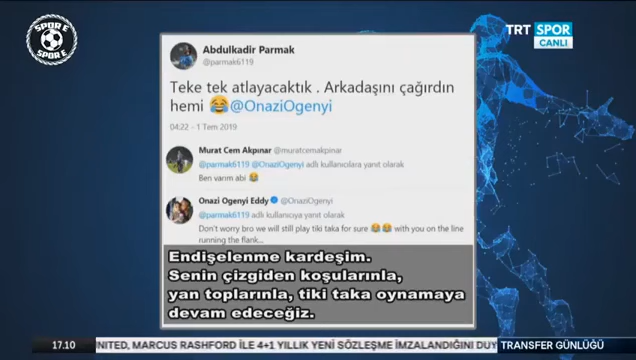 SPOR E
SPOR E
TRT SPOR
CANLI
Abdulkadir Parmak
@parmak6119
Teke tek atlayacaktık . Arkadaşını çağırdın
hemi 😂@OnaziOgenyi
04:22 - 1 Tem 2019
Murat Cem Akpınar @muratcemakpinar
@parmak6119 @OnaziOgenyi adlı kullanıcılara yanıt olarak
Ben varım abi 😂
Onazi Ogenyi Eddy @OnaziOgenyi
@parmak6119 adlı kullanıcıya yanıt olarak
Don't worry bro we will still play tiki taka for sure 😂😂 with you on the line
running the flank...
Endişelenme kardeşim.
Senin çizgiden koşularınla,
yan toplarınla, tiki taka oynamaya
devam edeceğiz.
17.10 UNITED, MARCUS RASHFORD İLE 4+1 YILLIK YENİ SÖZLEŞME İMZALANDIĞINI DUY TRANSFER GÜNLÜĞÜ